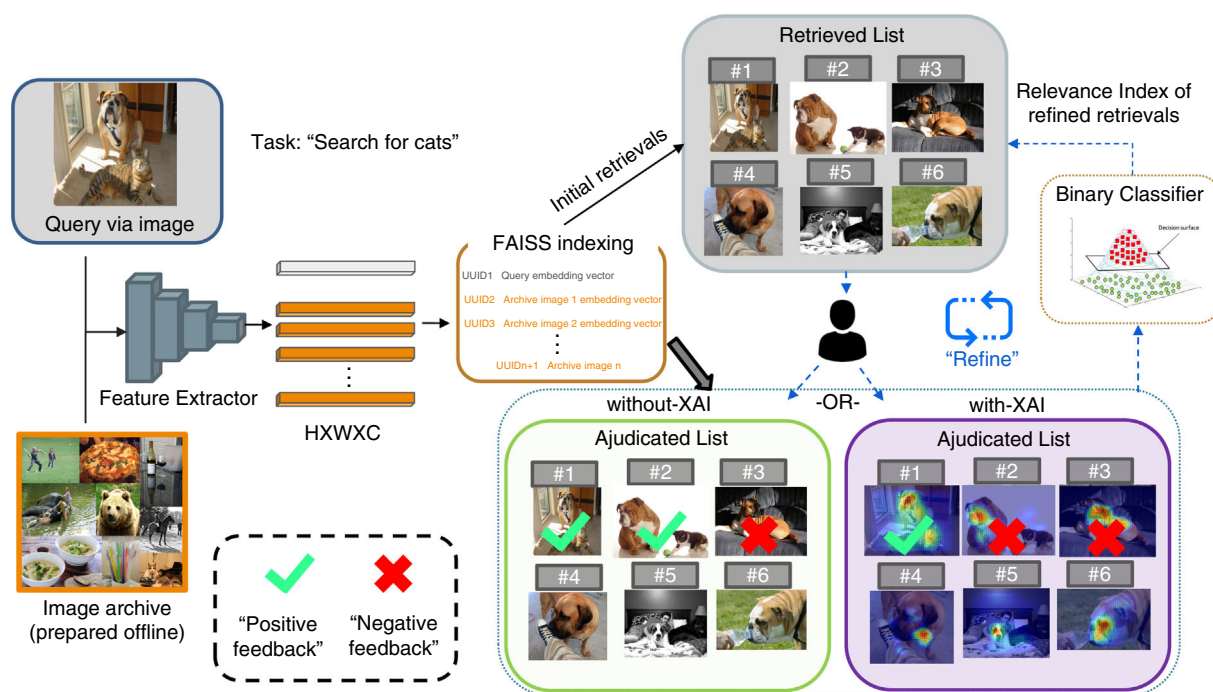 Retrieved List
#1
#2
#3
#4
#5
#6
Query via image
Task: “Search for cats”
Initial retrievals
Relevance Index of
refined retrievals
Binary Classifier
Decision surface
FAISS indexing
UUID1 Query embedding vector
UUID2 Archive image 1 embedding vector
UUID3 Archive image 2 embedding vector
UUIDn+1 Archive image n
Feature Extractor
HXWXC
“Refine”
without-XAI
-OR-
with-XAI
Ajudicated List
#1
#2
#3
#4
#5
#6
Ajudicated List
#1
#2
#3
#4
#5
#6
Image archive
(prepared offline)
“Positive
feedback”
“Negative
feedback”